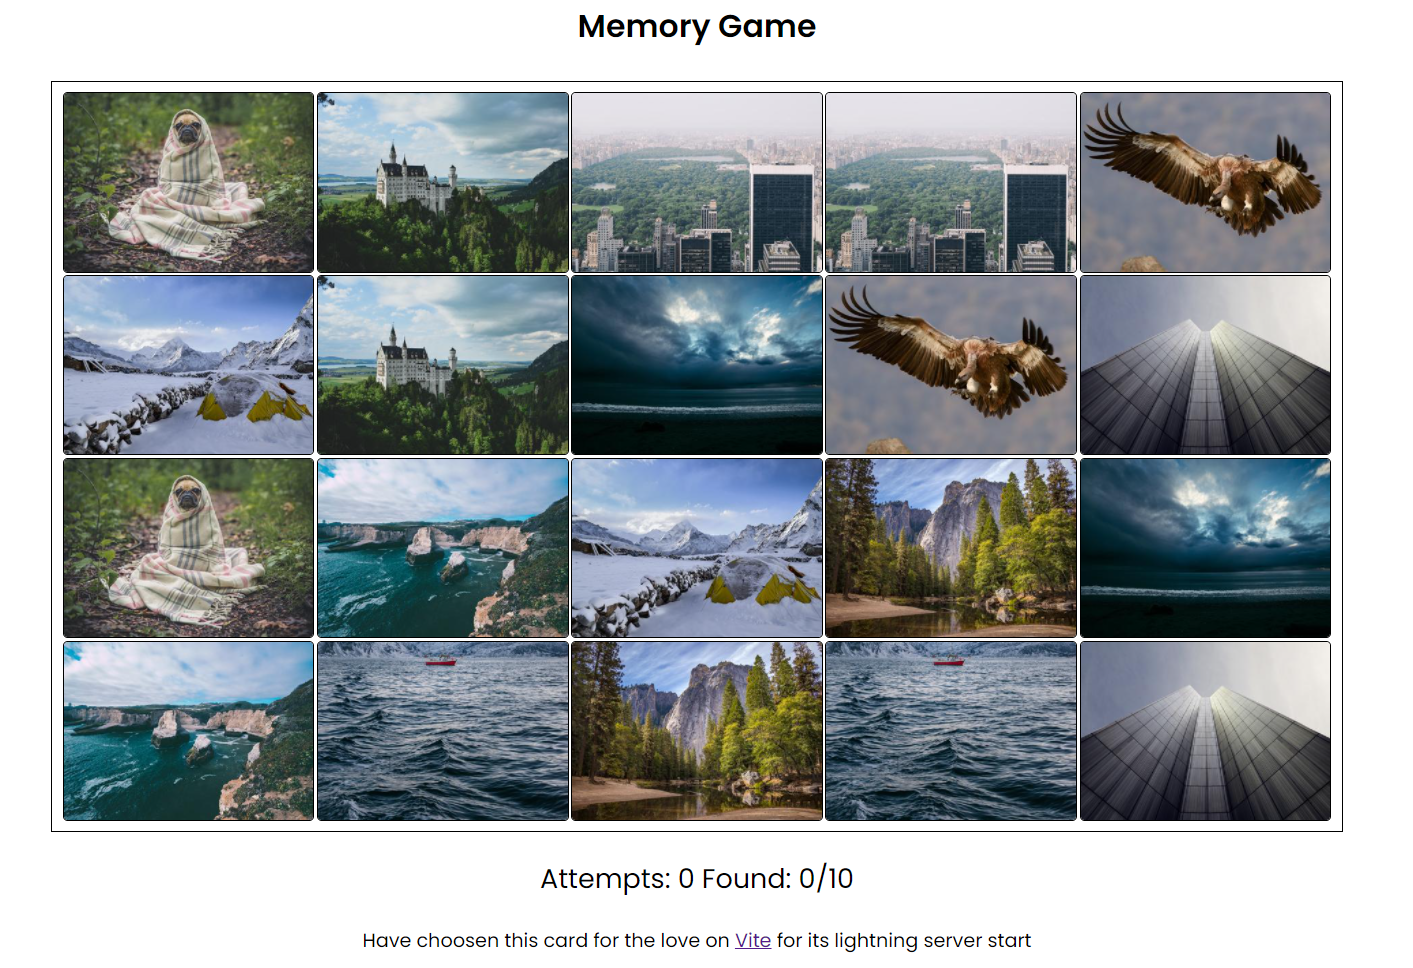 Memory Game
Attempts: 0 Found: 0/10
Have choosen this card for the love on Vite for its lightning server start